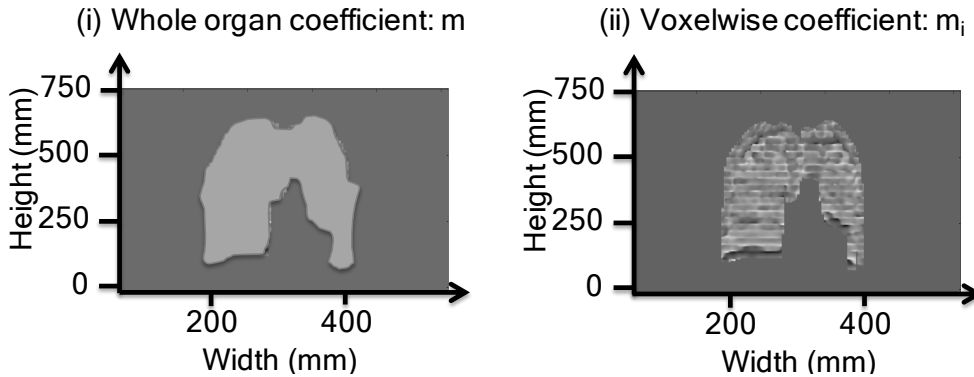 (i) Whole organ coefficient: m
750
500
250
0
Height (mm)
200
400
Width (mm)
(ii) Voxelwise coefficient: mᵢ
750
500
250
0
Height (mm)
200
400
Width (mm)